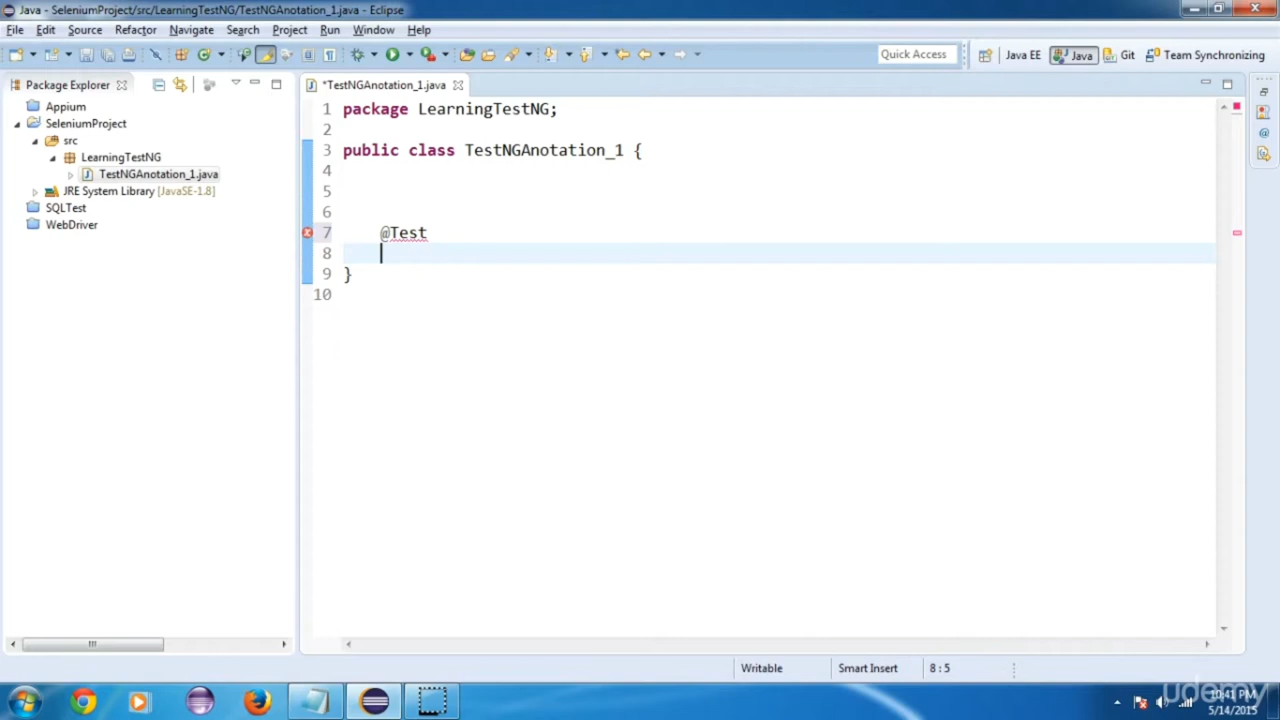 Java - SeleniumProject/src/LearningTestNG/TestNGAnotation_1.java - Eclipse
File Edit Source Refactor Navigate Search Project Run Window Help
Quick Access Java EE Java Git Team Synchronizing
Package Explorer
*TestNGAnotation_1.java
Appium
SeleniumProject
src
LearningTestNG
TestNGAnotation_1.java
JRE System Library [JavaSE-1.8]
SQLTest
WebDriver
1 package LearningTestNG;
2
3 public class TestNGAnotation_1 {
4
5
6
7 @Test
8
9 }
10
Writable Smart Insert 8 : 5
udemy
10:41 PM
5/14/2015